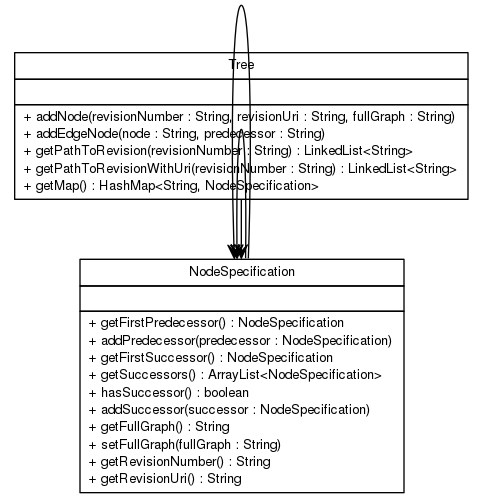 Tree
+ addNode(revisionNumber : String, revisionUri : String, fullGraph : String)
+ addEdgeNode(node : String, predecessor : String)
+ getPathToRevision(revisionNumber : String) : LinkedList<String>
+ getPathToRevisionWithUri(revisionNumber : String) : LinkedList<String>
+ getMap() : HashMap<String, NodeSpecification>
NodeSpecification
+ getFirstPredecessor() : NodeSpecification
+ addPredecessor(predecessor : NodeSpecification)
+ getFirstSuccessor() : NodeSpecification
+ getSuccessors() : ArrayList<NodeSpecification>
+ hasSuccessor() : boolean
+ addSuccessor(successor : NodeSpecification)
+ getFullGraph() : String
+ setFullGraph(fullGraph : String)
+ getRevisionNumber() : String
+ getRevisionUri() : String